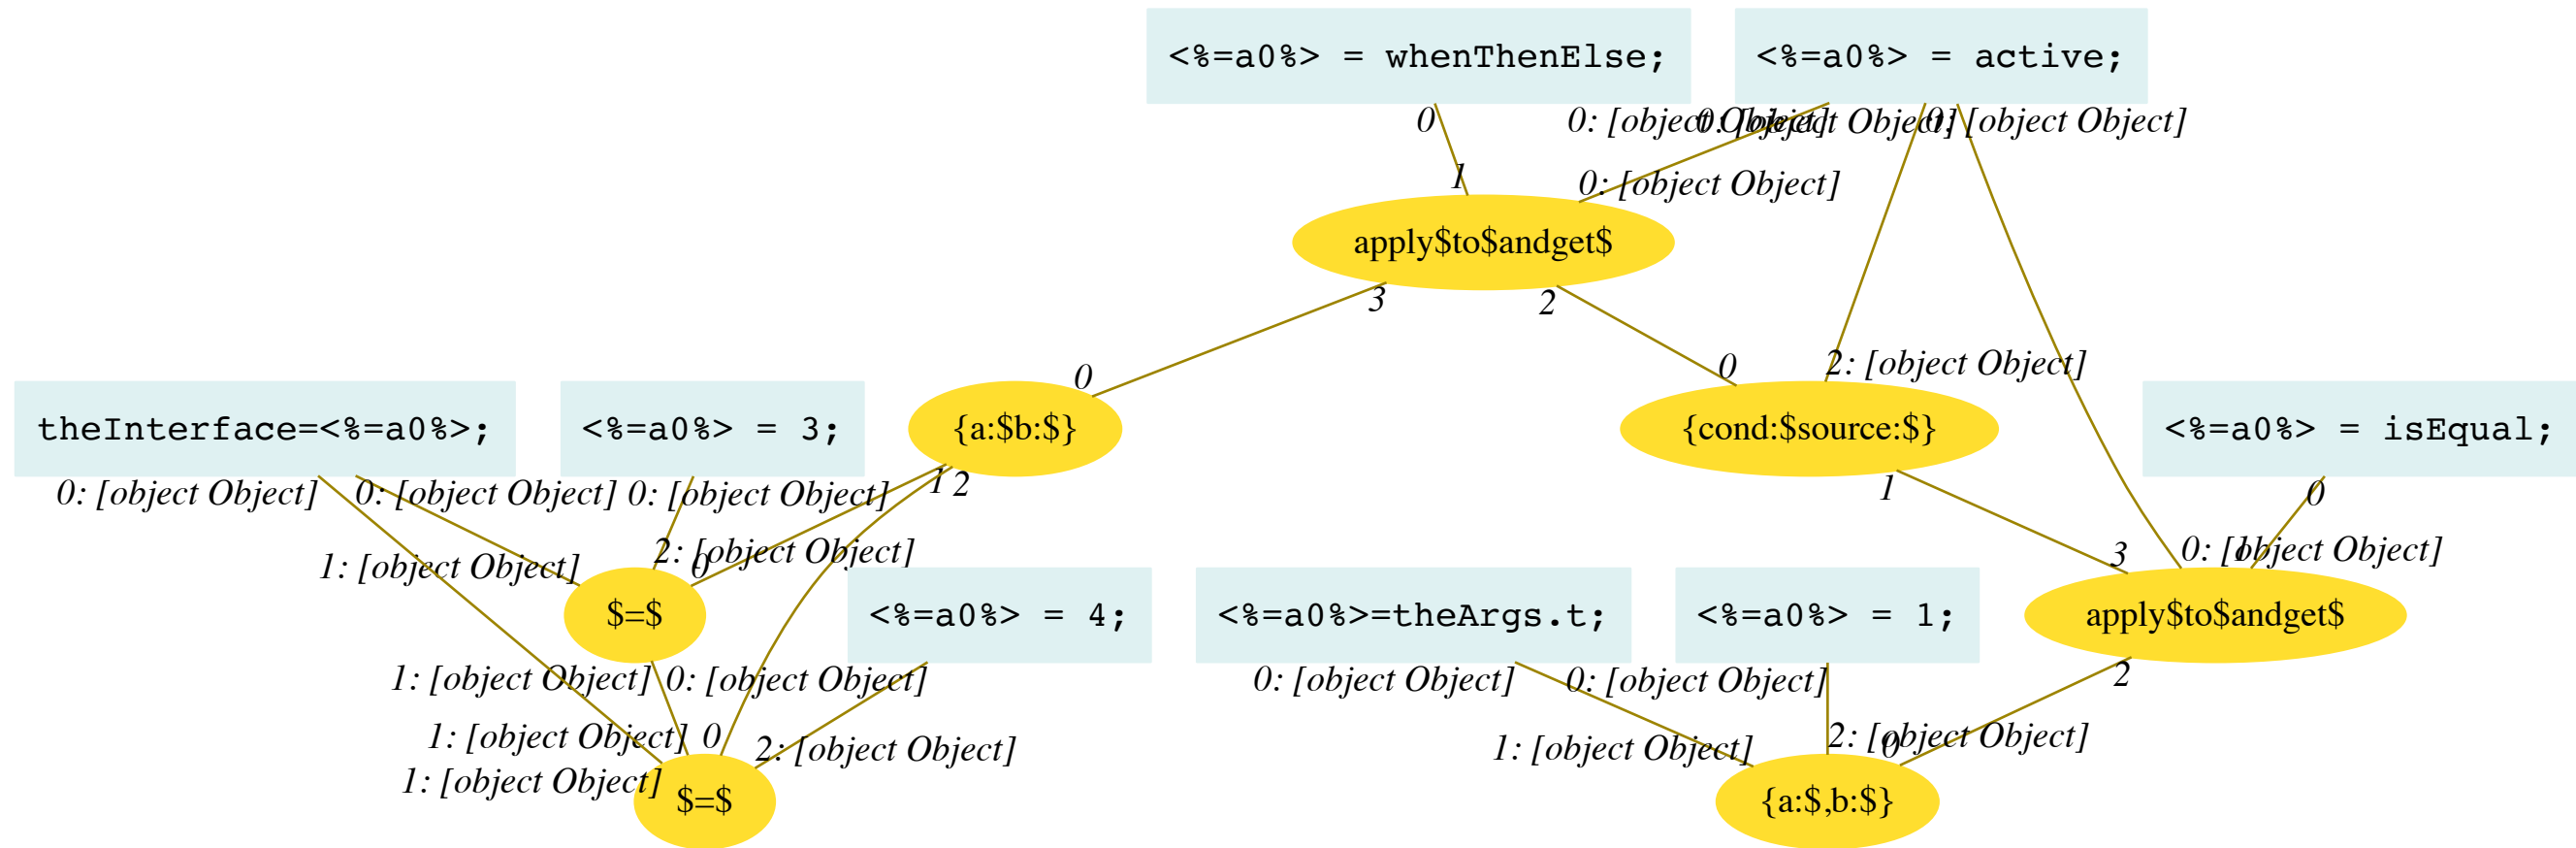 <%=a0%> = whenThenElse;
<%=a0%> = active;
0
0: [object Object]
0: [object Object]
0: [object Object]
1
0: [object Object]
apply$to$andget$
3
2
0
0
2: [object Object]
theInterface=<%=a0%>;
<%=a0%> = 3;
{a:$b:$}
{cond:$source:$}
<%=a0%> = isEqual;
0: [object Object]
0: [object Object]
0: [object Object]
1
2
1
0
1: [object Object]
2: [object Object]
0
3
0: [object Object]
1
$=$
<%=a0%> = 4;
<%=a0%>=theArgs.t;
<%=a0%> = 1;
apply$to$andget$
1: [object Object]
0: [object Object]
0: [object Object]
0: [object Object]
2
1: [object Object]
0
2: [object Object]
1: [object Object]
2: [object Object]
0
1: [object Object]
$=$
{a:$,b:$}